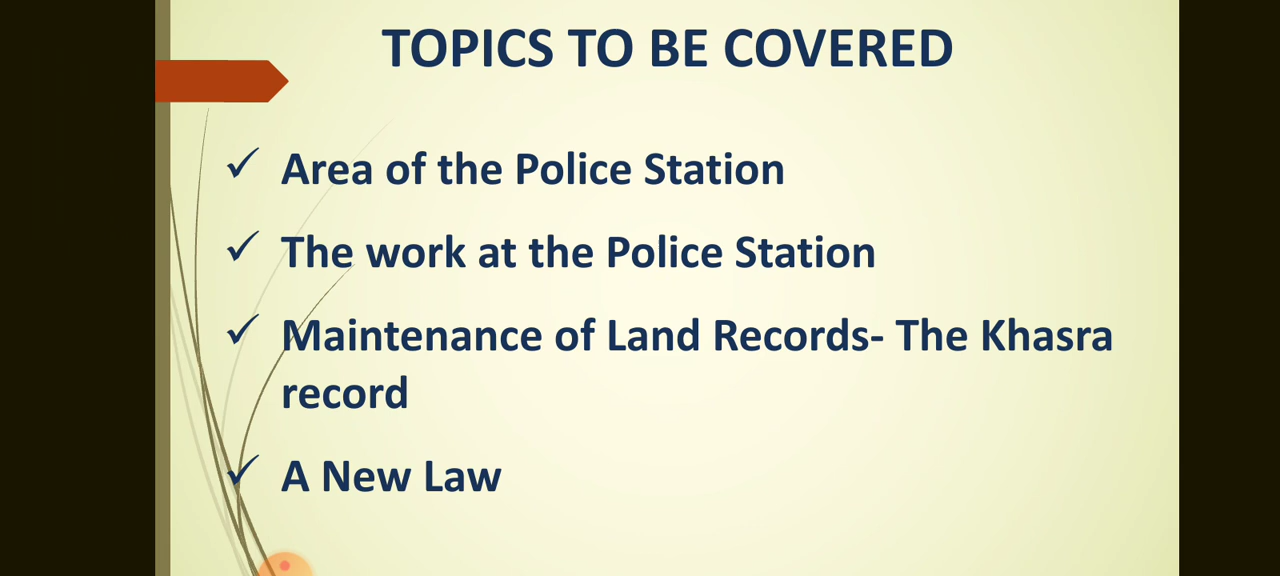 TOPICS TO BE COVERED
✓ Area of the Police Station
✓ The work at the Police Station
✓ Maintenance of Land Records- The Khasra
record
✓ A New Law